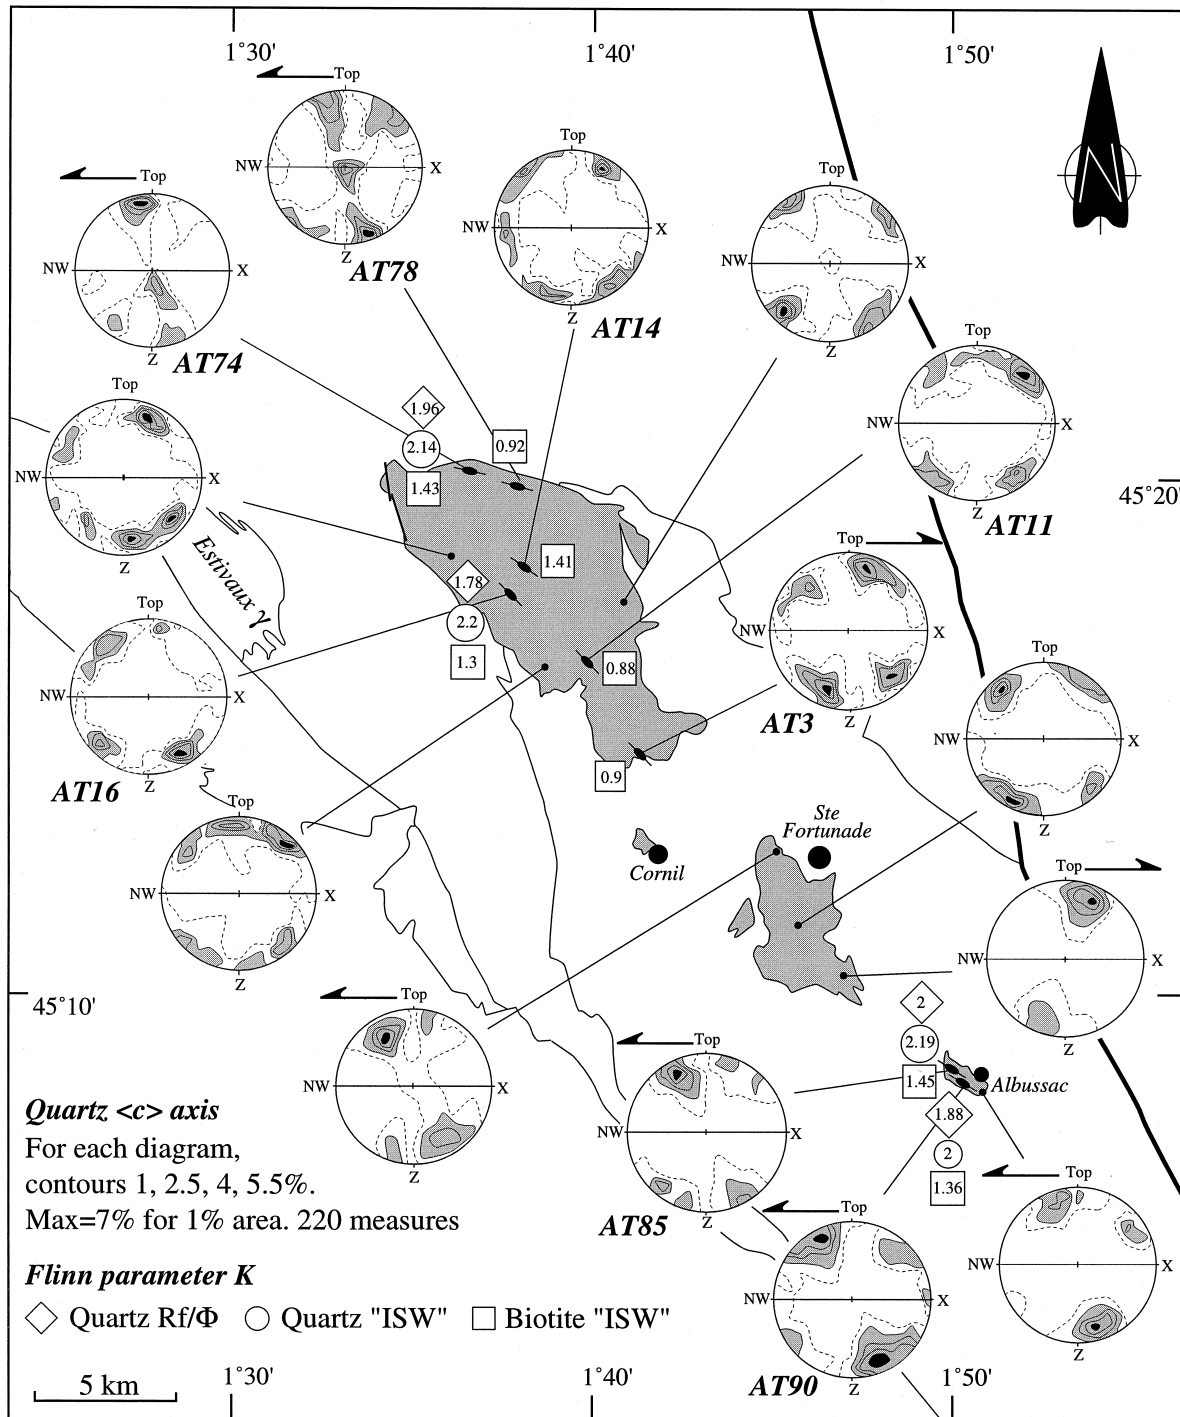 1°30'
1°40'
1°50'
Top
NW
X
Z
AT78
Top
NW
X
Z
AT74
Top
NW
X
Z
AT14
Top
NW
X
Z
N
Top
NW
X
Z
AT11
45°20'
Top
NW
X
Z
1.96
2.14
1.43
0.92
1.41
1.78
2.2
1.3
0.88
0.9
Estivaux γ
Top
NW
X
Z
AT3
Top
NW
X
Z
AT16
Top
NW
X
Z
Top
NW
X
Z
Ste
Fortunade
Cornil
Top
NW
X
Z
45°10'
Top
NW
X
Z
2
2.19
1.45
Albussac
1.88
2
1.36
Top
NW
X
Z
AT85
Top
NW
X
Z
AT90
Top
NW
X
Z
Quartz <c> axis
For each diagram,
contours 1, 2.5, 4, 5.5%.
Max=7% for 1% area. 220 measures
Flinn parameter K
Quartz Rf/Φ
Quartz "ISW"
Biotite "ISW"
5 km
1°30'
1°40'
1°50'